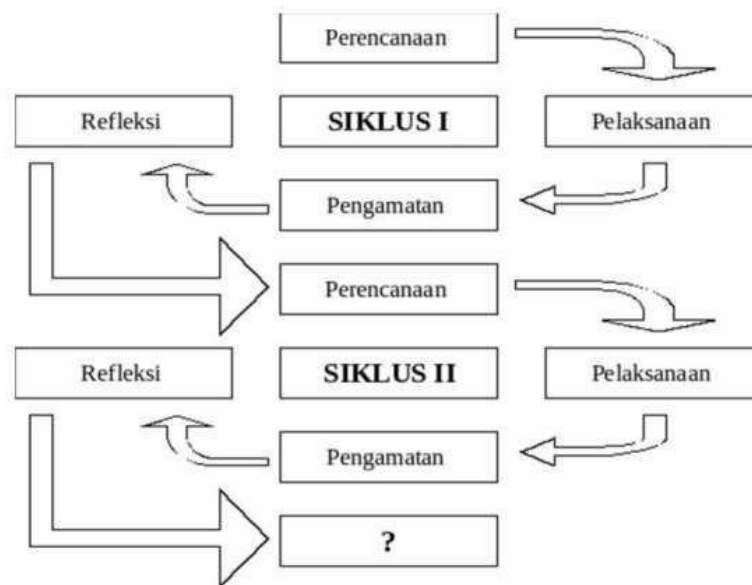 Perencanaan
Refleksi
SIKLUS I
Pelaksanaan
Pengamatan
Perencanaan
Refleksi
SIKLUS II
Pelaksanaan
Pengamatan
?